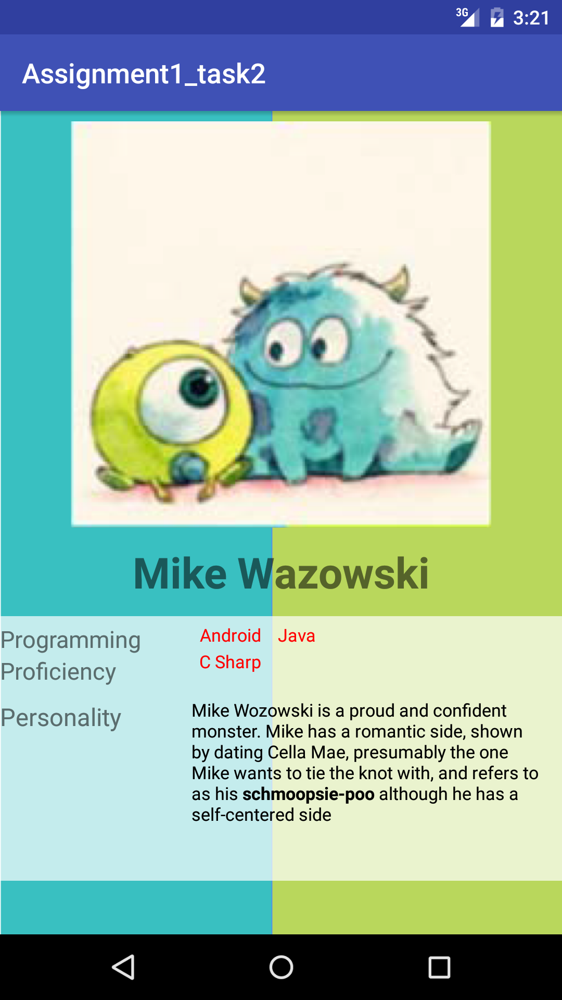 3G 3:21
Assignment1_task2
Mike Wazowski
Programming
Proficiency
Android Java
C Sharp
Personality
Mike Wozowski is a proud and confident
monster. Mike has a romantic side, shown
by dating Cella Mae, presumably the one
Mike wants to tie the knot with, and refers to
as his schmoopsie-poo although he has a
self-centered side